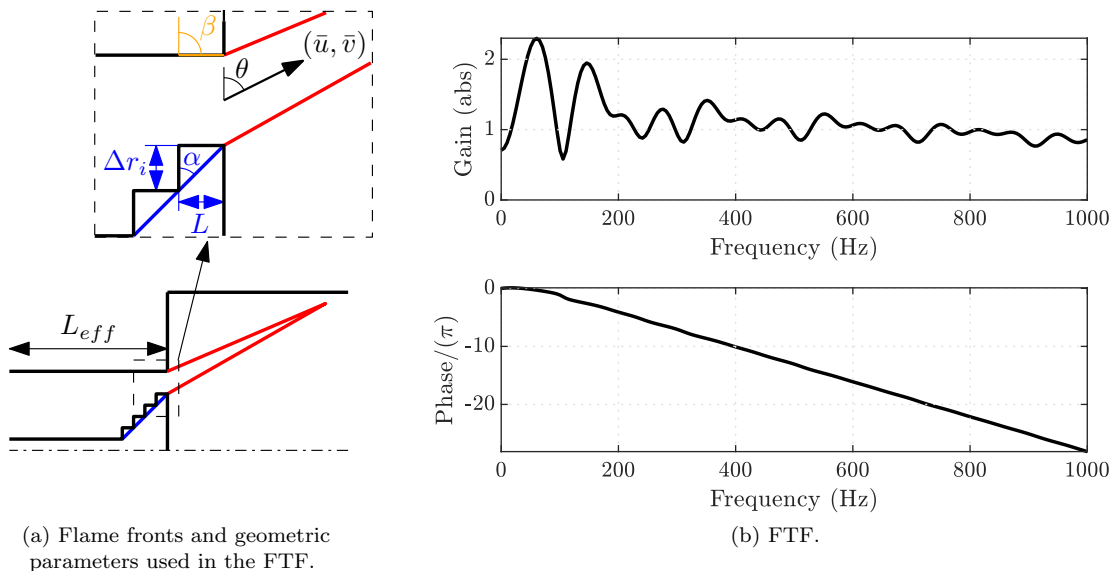 β
θ
(ū, v̄)
Δr_i
α
L
L_eff
(a) Flame fronts and geometric
parameters used in the FTF.
2
1
0
Gain (abs)
0 200 400 600 800 1000
Frequency (Hz)
0
-10
-20
Phase/(π)
0 200 400 600 800 1000
Frequency (Hz)
(b) FTF.